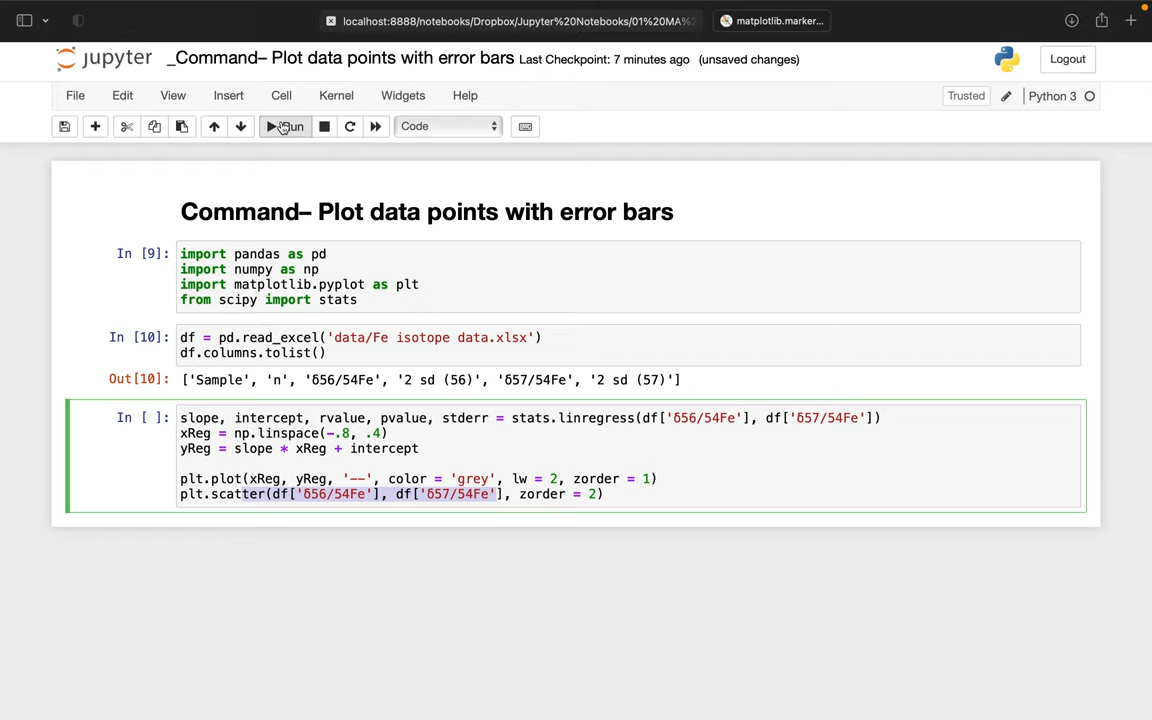 localhost:8888/notebooks/Dropbox/Jupyter%20Notebooks/01%20MA%
matplotlib.marker...
jupyter _Command– Plot data points with error bars Last Checkpoint: 7 minutes ago (unsaved changes)
Logout
File Edit View Insert Cell Kernel Widgets Help
Trusted Python 3
Run
Code
Command– Plot data points with error bars
In [9]: import pandas as pd
import numpy as np
import matplotlib.pyplot as plt
from scipy import stats
In [10]: df = pd.read_excel('data/Fe isotope data.xlsx')
df.columns.tolist()
Out[10]: ['Sample', 'n', 'δ56/54Fe', '2 sd (56)', 'δ57/54Fe', '2 sd (57)']
In [ ]: slope, intercept, rvalue, pvalue, stderr = stats.linregress(df['δ56/54Fe'], df['δ57/54Fe'])
xReg = np.linspace(-.8, .4)
yReg = slope * xReg + intercept
plt.plot(xReg, yReg, '--', color = 'grey', lw = 2, zorder = 1)
plt.scatter(df['δ56/54Fe'], df['δ57/54Fe'], zorder = 2)